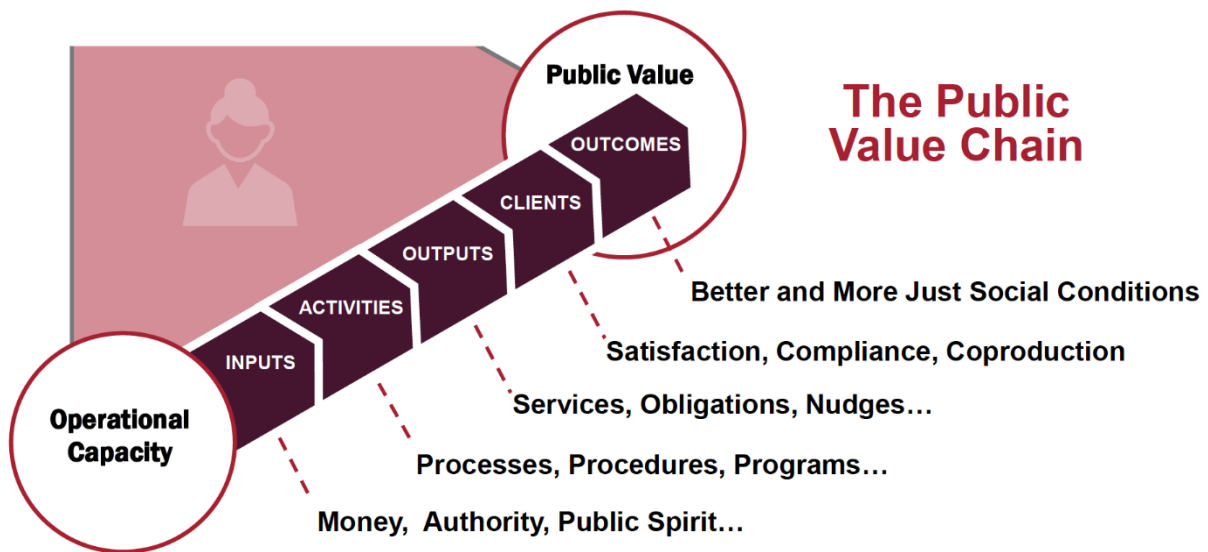 Public Value
The Public
Value Chain
OUTCOMES
CLIENTS
OUTPUTS
ACTIVITIES
INPUTS
Operational
Capacity
Better and More Just Social Conditions
Satisfaction, Compliance, Coproduction
Services, Obligations, Nudges…
Processes, Procedures, Programs…
Money,  Authority, Public Spirit…